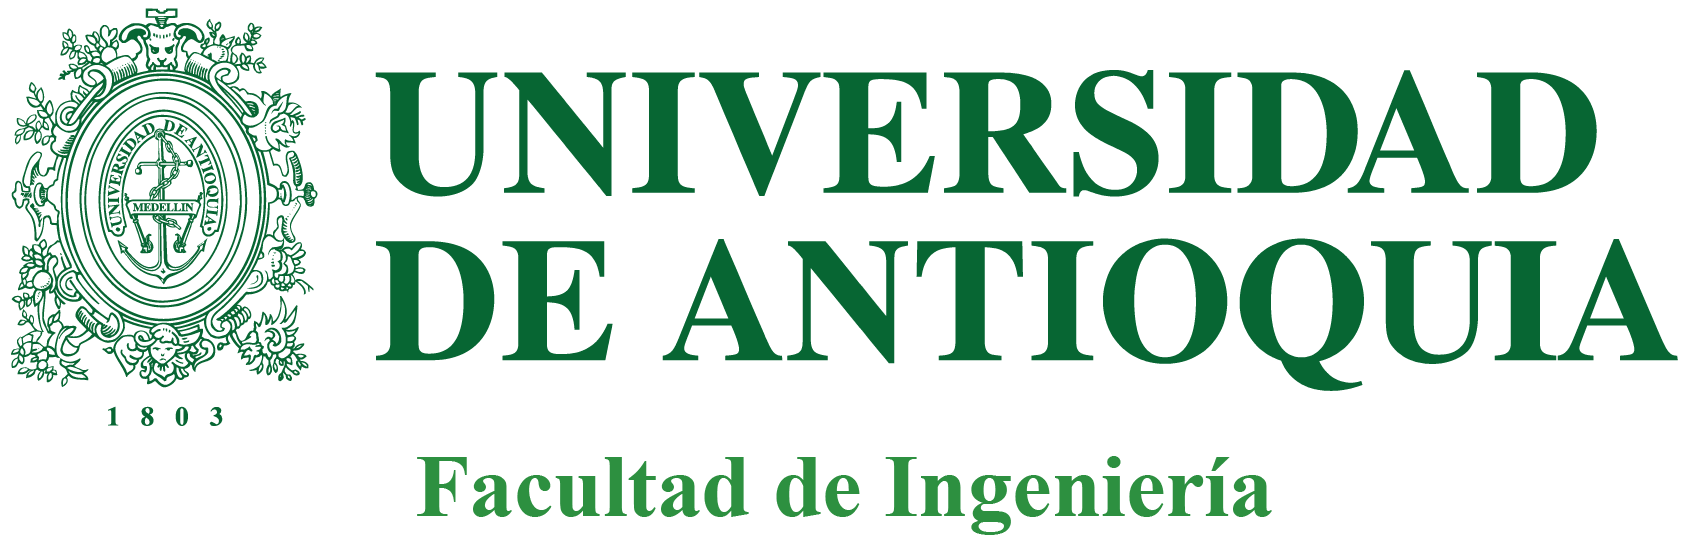 UNIVERSIDAD DE ANTIOQUIA
MEDELLIN
1803
UNIVERSIDAD
DE ANTIOQUIA
Facultad de Ingeniería